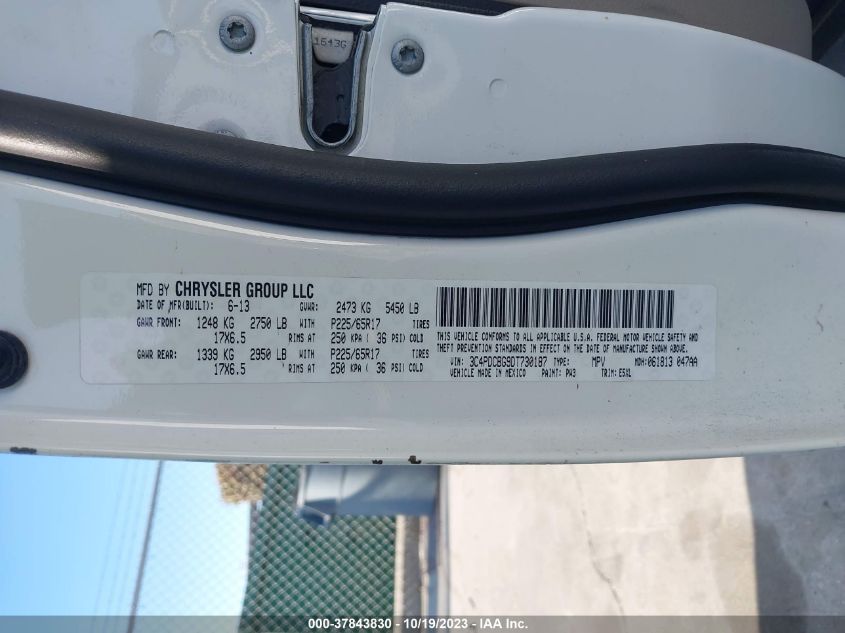 1643G
MFD BY CHRYSLER GROUP LLC
DATE OF MFR(BUILT): 6-13 GVWR: 2473 KG 5450 LB
GAWR FRONT: 1248 KG 2750 LB WITH P225/65R17 TIRES
17X6.5 RIMS AT 250 KPA ( 36 PSI) COLD
GAWR REAR: 1339 KG 2950 LB WITH P225/65R17 TIRES
17X6.5 RIMS AT 250 KPA ( 36 PSI) COLD
THIS VEHICLE CONFORMS TO ALL APPLICABLE U.S.A. FEDERAL MOTOR VEHICLE SAFETY AND
THEFT PREVENTION STANDARDS IN EFFECT ON THE DATE OF MANUFACTURE SHOWN ABOVE.
VIN: 3C4PDCBG9DT730187 TYPE: MPV MDH: 061813 047AA
VEHICLE MADE IN MEXICO PAINT: PW3 TRIM: E5XL
000-37843830 - 10/19/2023 - IAA Inc.